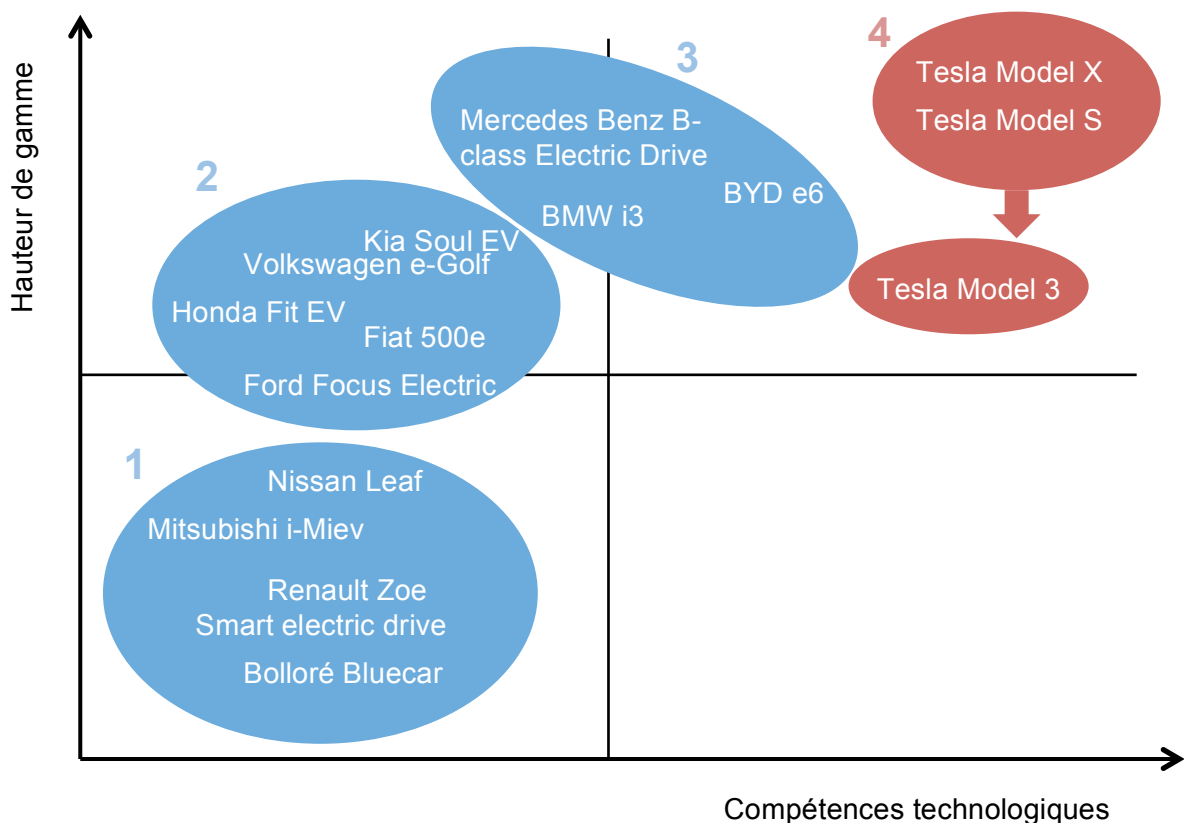 Hauteur de gamme
4
Tesla Model X
Tesla Model S
Tesla Model 3
3
Mercedes Benz B-
class Electric Drive
BYD e6
BMW i3
2
Kia Soul EV
Volkswagen e-Golf
Honda Fit EV
Fiat 500e
Ford Focus Electric
1
Nissan Leaf
Mitsubishi i-Miev
Renault Zoe
Smart electric drive
Bolloré Bluecar
Compétences technologiques